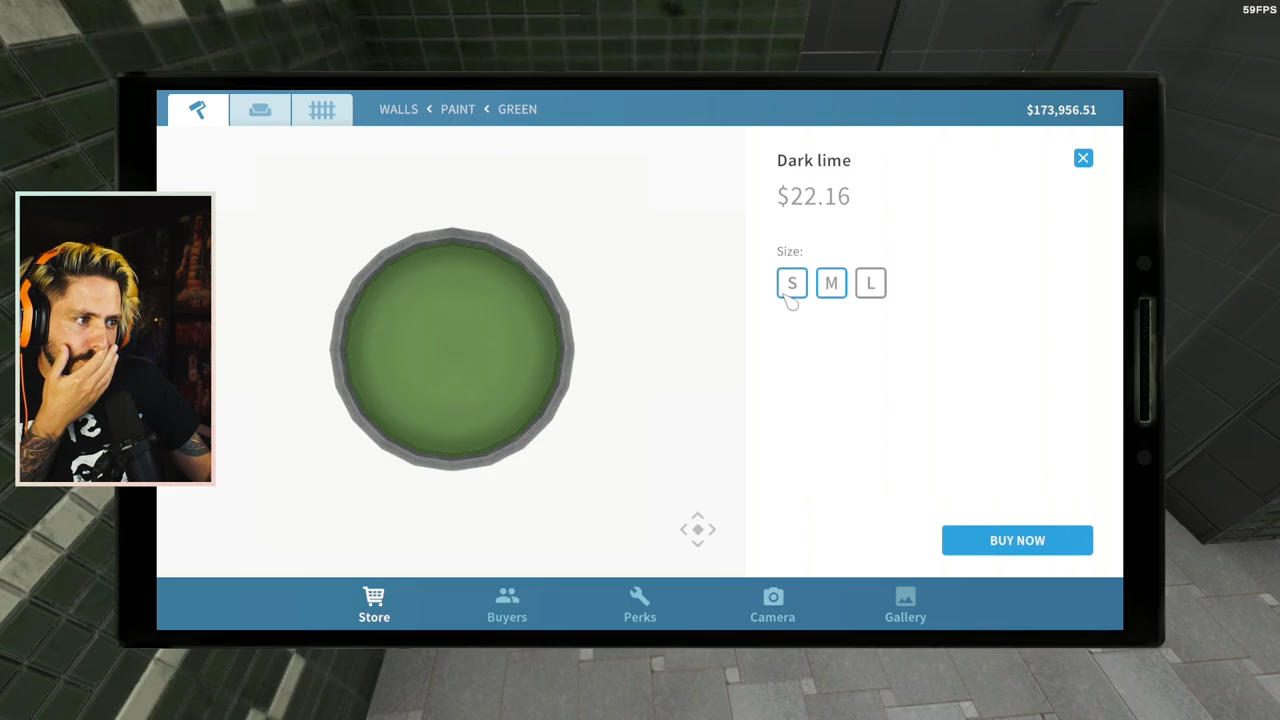 59FPS
WALLS < PAINT < GREEN
$173,956.51
Dark lime
$22.16
Size:
S M L
BUY NOW
Store
Buyers
Perks
Camera
Gallery